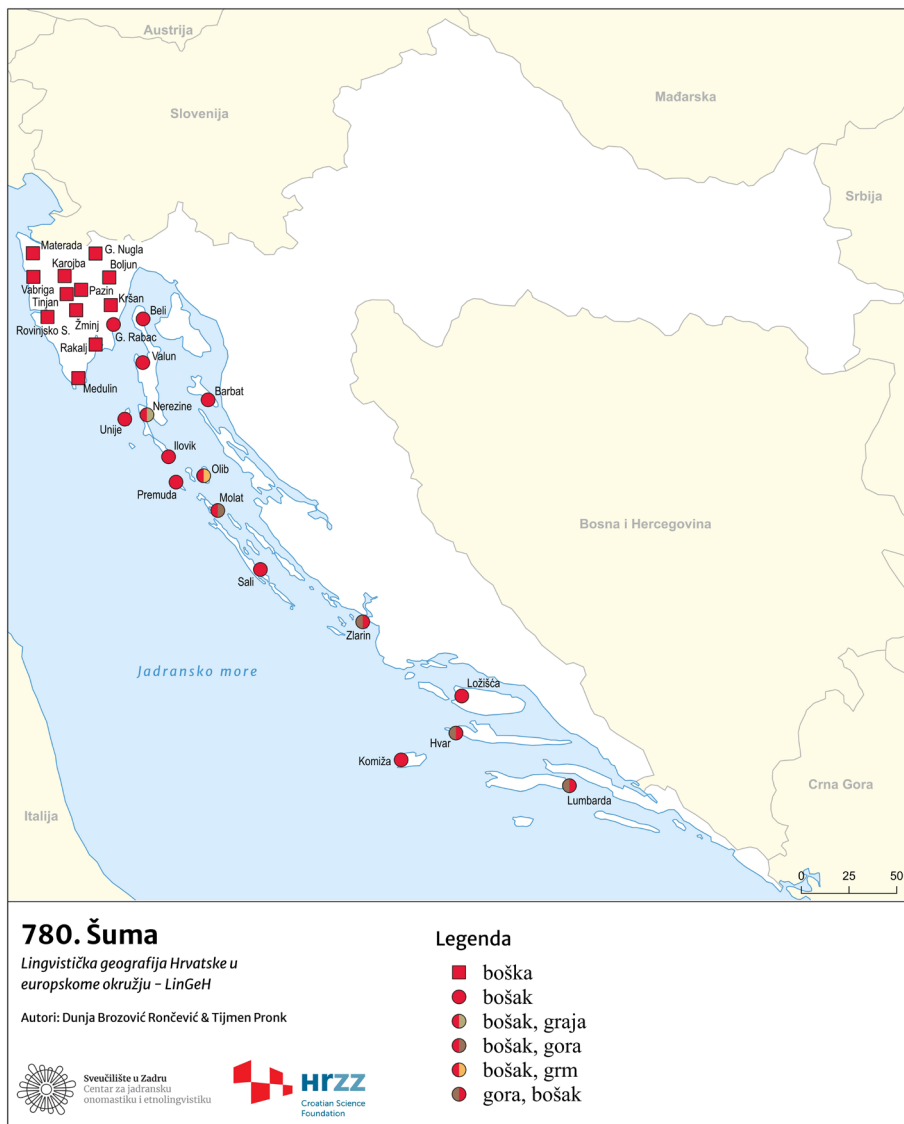 Austrija
Mađarska
Slovenija
Srbija
Materada
G. Nugla
Karojba
Boljun
Vabriga
Pazin
Tinjan
Kršan
Beli
Rovinjsko S.
Žminj
G. Rabac
Rakalj
Valun
Medulin
Barbat
Nerezine
Unije
Ilovik
Olib
Premuda
Molat
Bosna i Hercegovina
Sali
Zlarin
Jadransko more
Ložišća
Hvar
Komiža
Crna Gora
Lumbarda
Italija
0 25 50
780. Šuma
Lingvistička geografija Hrvatske u
europskome okružju – LinGeH
Autori: Dunja Brozović Rončević & Tijmen Pronk
Sveučilište u Zadru
Centar za jadransku
onomastiku i etnolingvistiku
HRZZ
Croatian Science
Foundation
Legenda
boška
bošak
bošak, graja
bošak, gora
bošak, grm
gora, bošak